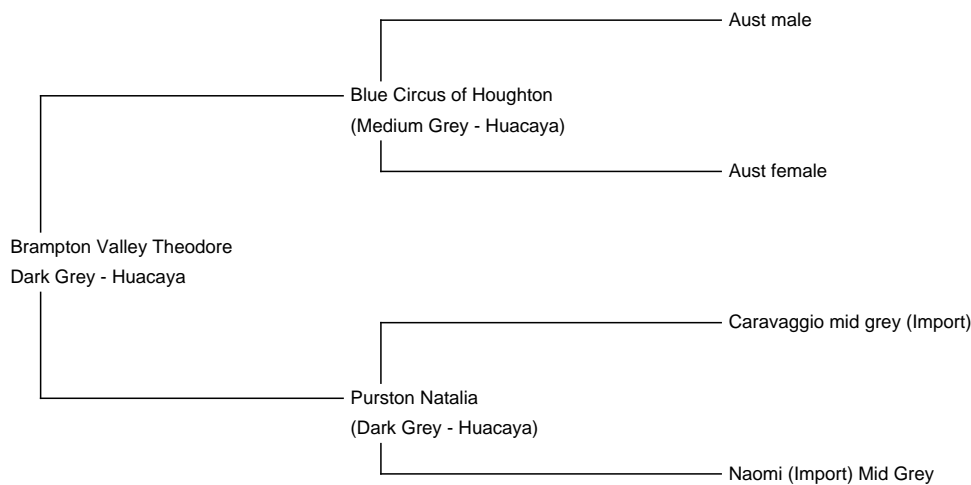 Aust male
Blue Circus of Houghton
(Medium Grey - Huacaya)
Aust female
Brampton Valley Theodore
Dark Grey - Huacaya
Caravaggio mid grey (Import)
Purston Natalia
(Dark Grey - Huacaya)
Naomi (Import) Mid Grey